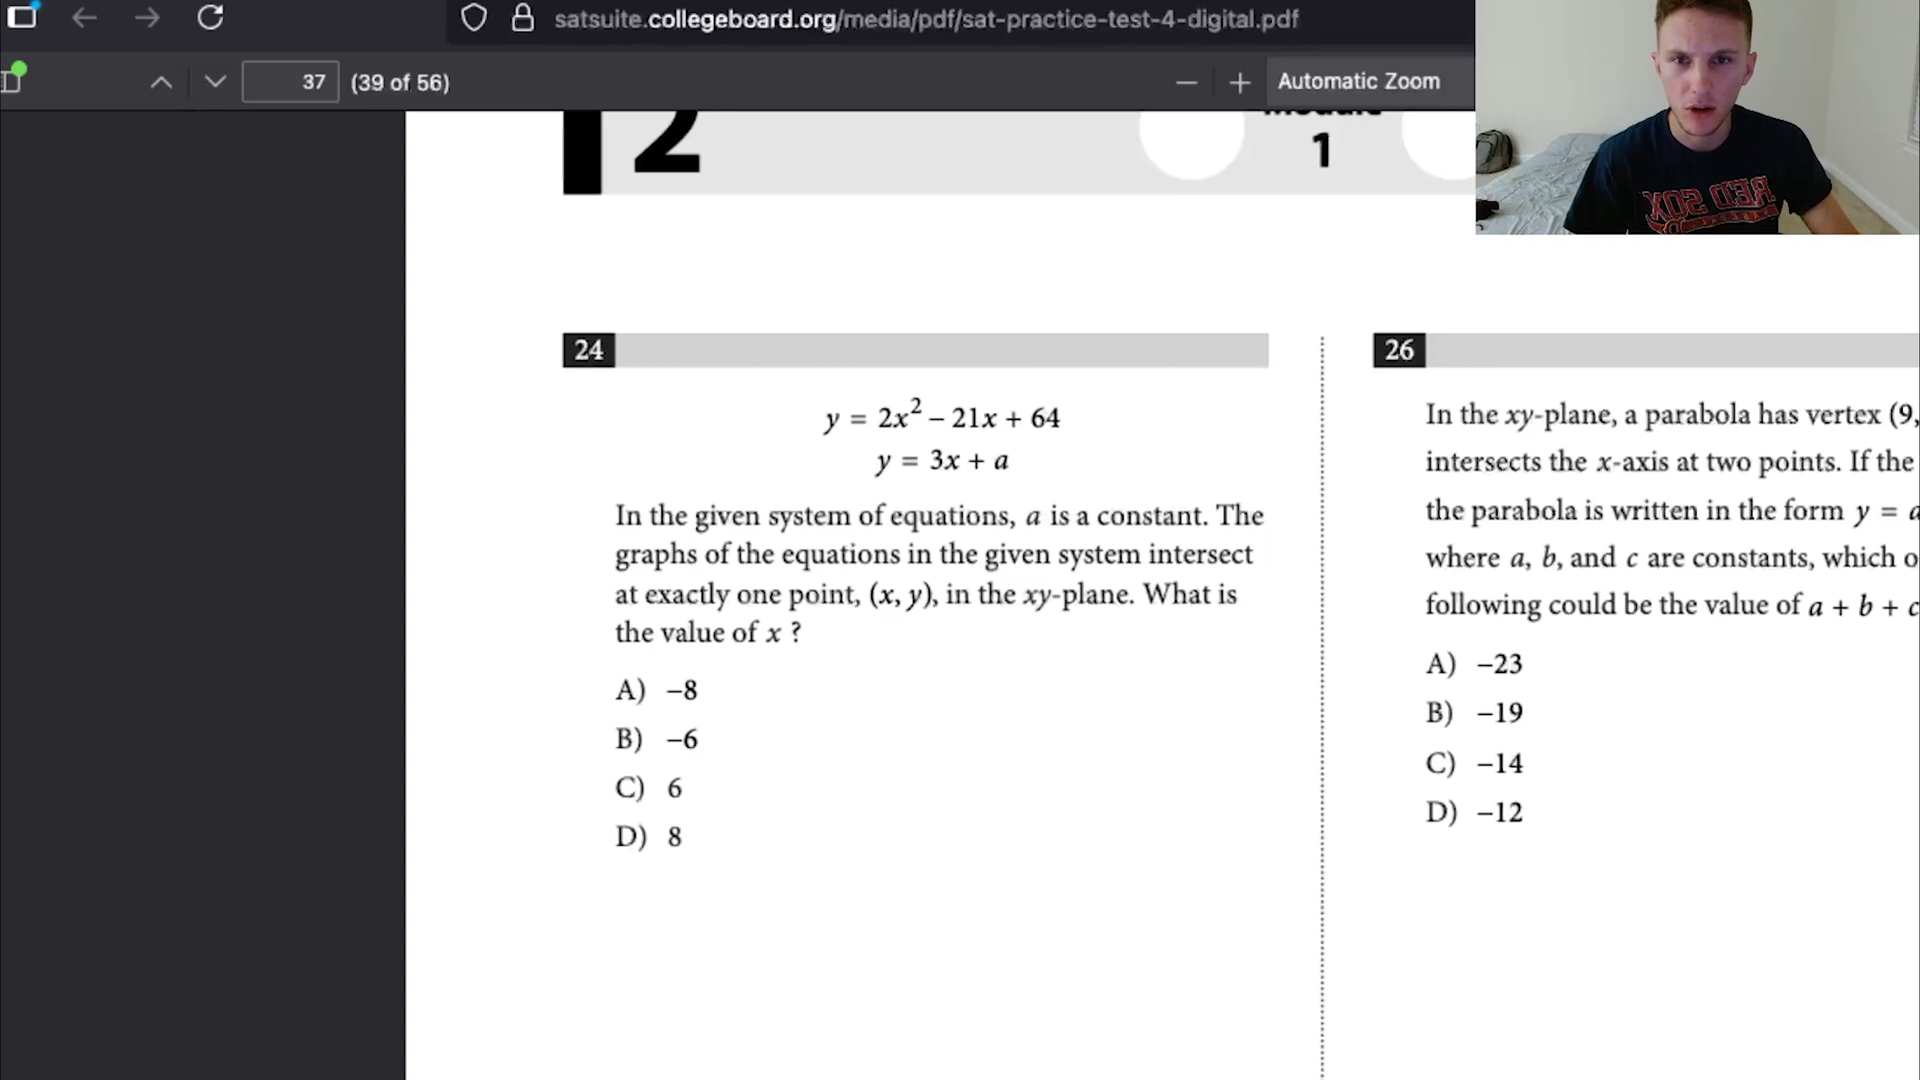 satsuite.collegeboard.org/media/pdf/sat-practice-test-4-digital.pdf
37 (39 of 56)
Automatic Zoom
2
1
RED SOX
24
y = 2x² – 21x + 64
y = 3x + a
In the given system of equations, a is a constant. The
graphs of the equations in the given system intersect
at exactly one point, (x, y), in the xy-plane. What is
the value of x ?
A) –8
B) –6
C) 6
D) 8
26
In the xy-plane, a parabola has vertex (9,
intersects the x-axis at two points. If the
the parabola is written in the form y = a
where a, b, and c are constants, which o
following could be the value of a + b + c
A) –23
B) –19
C) –14
D) –12